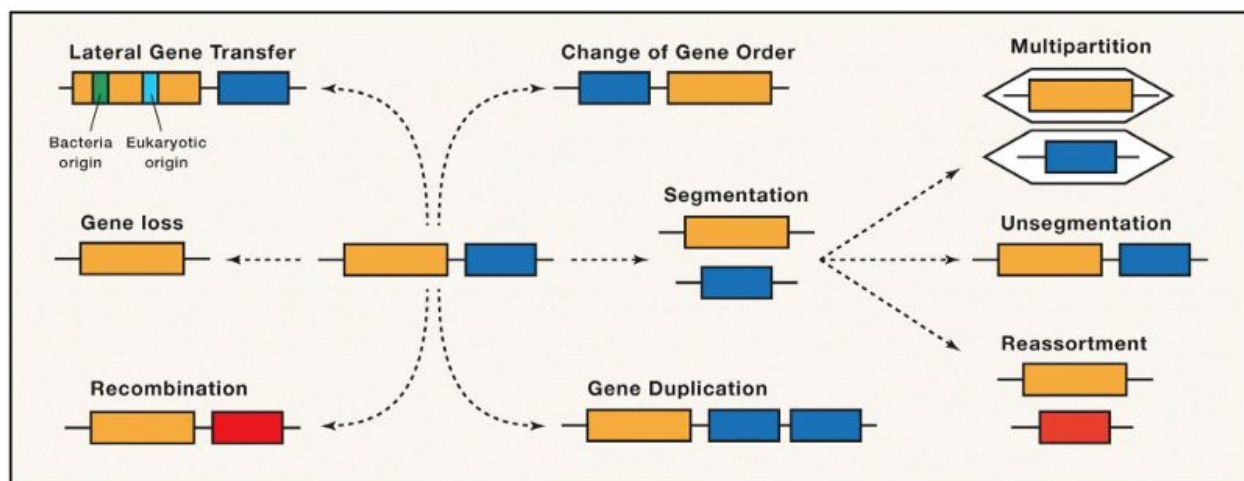 Lateral Gene Transfer
Bacteria
origin
Eukaryotic
origin
Change of Gene Order
Multipartition
Gene loss
Segmentation
Unsegmentation
Recombination
Gene Duplication
Reassortment